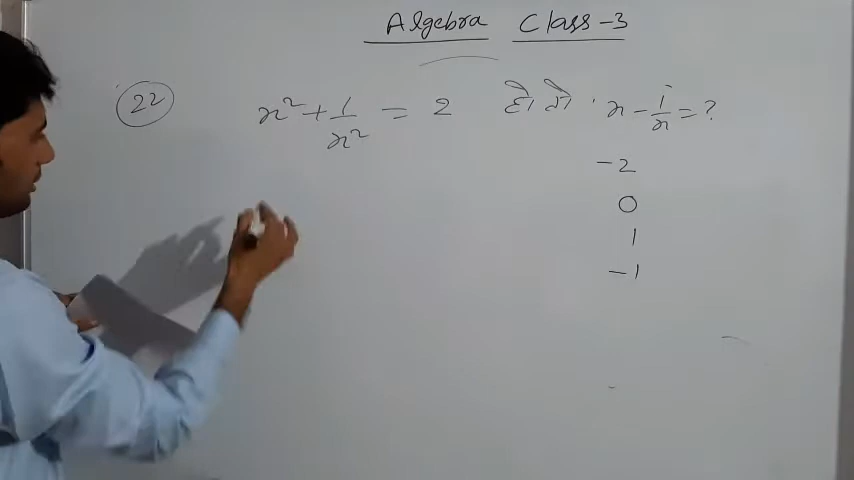 Algebra Class-3
22 x² + 1/x² = 2 हो तो x - 1/x = ?
-2
0
1
-1